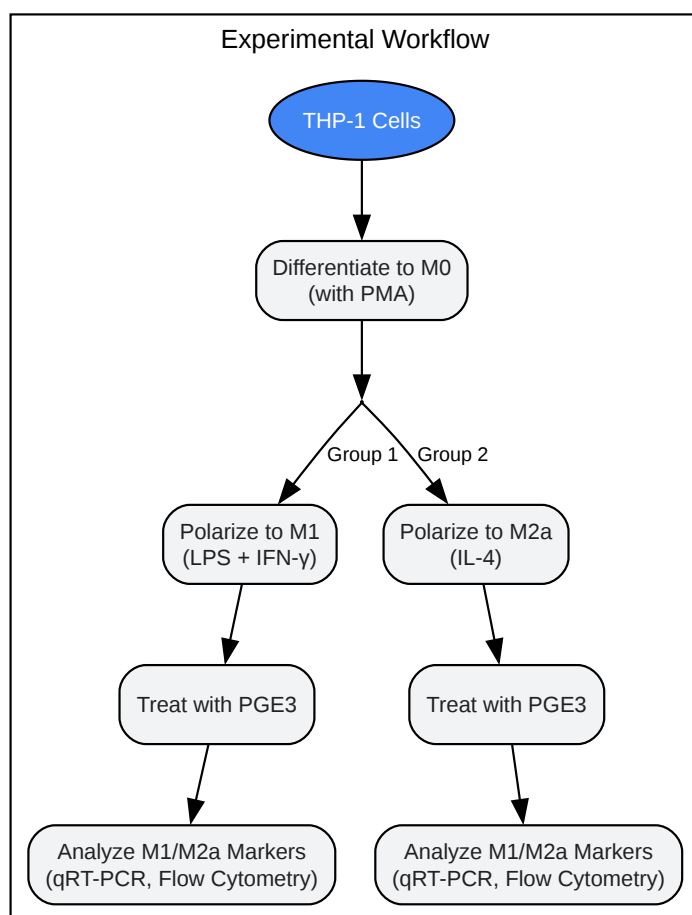 Experimental Workflow
THP-1 Cells
Differentiate to M0
(with PMA)
Group 1
Group 2
Polarize to M1
(LPS + IFN-γ)
Polarize to M2a
(IL-4)
Treat with PGE3
Treat with PGE3
Analyze M1/M2a Markers
(qRT-PCR, Flow Cytometry)
Analyze M1/M2a Markers
(qRT-PCR, Flow Cytometry)